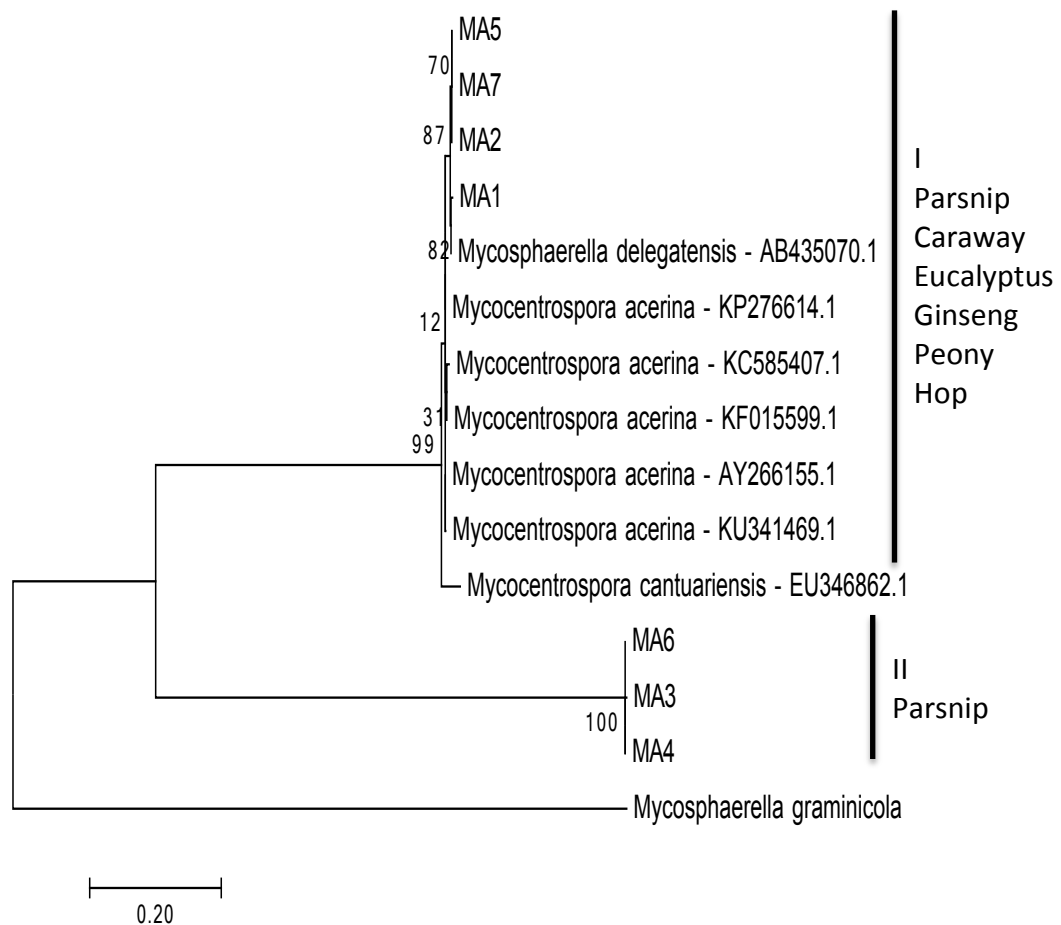 MA5
70
MA7
87
MA2
MA1
82
Mycosphaerella delegatensis - AB435070.1
12
Mycocentrospora acerina - KP276614.1
Mycocentrospora acerina - KC585407.1
31
Mycocentrospora acerina - KF015599.1
99
Mycocentrospora acerina - AY266155.1
Mycocentrospora acerina - KU341469.1
Mycocentrospora cantuariensis - EU346862.1
I
Parsnip
Caraway
Eucalyptus
Ginseng
Peony
Hop
MA6
MA3
100
MA4
II
Parsnip
Mycosphaerella graminicola
0.20